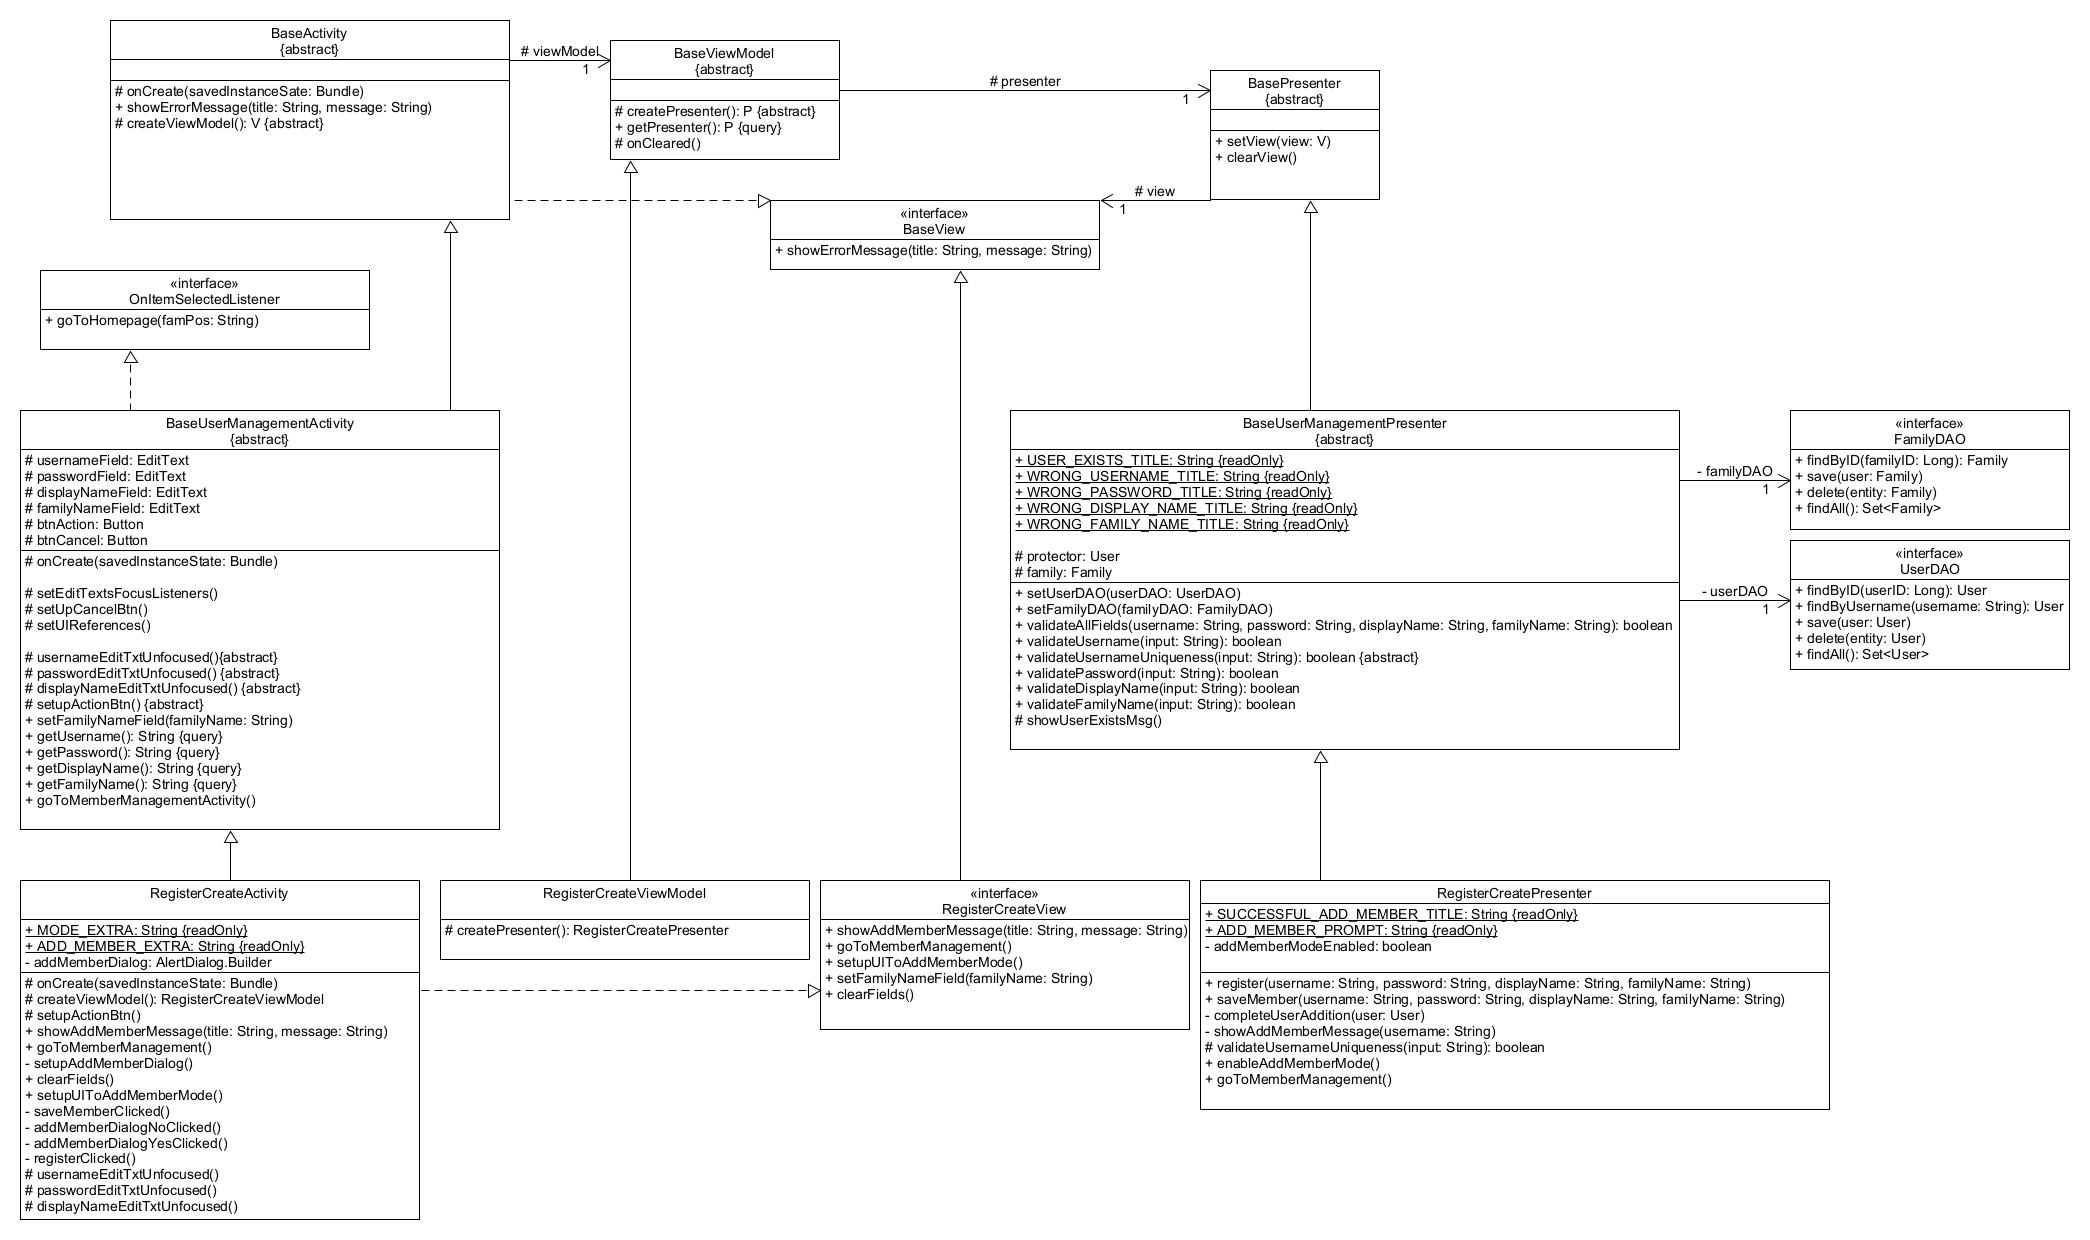 BaseActivity
{abstract}
# onCreate(savedInstanceSate: Bundle)
+ showErrorMessage(title: String, message: String)
# createViewModel(): V {abstract}
# viewModel
1
BaseViewModel
{abstract}
# createPresenter(): P {abstract}
+ getPresenter(): P {query}
# onCleared()
# presenter
1
BasePresenter
{abstract}
+ setView(view: V)
+ clearView()
# view
1
«interface»
BaseView
+ showErrorMessage(title: String, message: String)
«interface»
OnItemSelectedListener
+ goToHomepage(famPos: String)
BaseUserManagementActivity
{abstract}
# usernameField: EditText
# passwordField: EditText
# displayNameField: EditText
# familyNameField: EditText
# btnAction: Button
# btnCancel: Button
# onCreate(savedInstanceState: Bundle)
# setEditTextsFocusListeners()
# setUpCancelBtn()
# setUIReferences()
# usernameEditTxtUnfocused(){abstract}
# passwordEditTxtUnfocused() {abstract}
# displayNameEditTxtUnfocused() {abstract}
# setupActionBtn() {abstract}
+ setFamilyNameField(familyName: String)
+ getUsername(): String {query}
+ getPassword(): String {query}
+ getDisplayName(): String {query}
+ getFamilyName(): String {query}
+ goToMemberManagementActivity()
BaseUserManagementPresenter
{abstract}
+ USER_EXISTS_TITLE: String {readOnly}
+ WRONG_USERNAME_TITLE: String {readOnly}
+ WRONG_PASSWORD_TITLE: String {readOnly}
+ WRONG_DISPLAY_NAME_TITLE: String {readOnly}
+ WRONG_FAMILY_NAME_TITLE: String {readOnly}
# protector: User
# family: Family
+ setUserDAO(userDAO: UserDAO)
+ setFamilyDAO(familyDAO: FamilyDAO)
+ validateAllFields(username: String, password: String, displayName: String, familyName: String): boolean
+ validateUsername(input: String): boolean
+ validateUsernameUniqueness(input: String): boolean {abstract}
+ validatePassword(input: String): boolean
+ validateDisplayName(input: String): boolean
+ validateFamilyName(input: String): boolean
# showUserExistsMsg()
- familyDAO
1
«interface»
FamilyDAO
+ findByID(familyID: Long): Family
+ save(user: Family)
+ delete(entity: Family)
+ findAll(): Set<Family>
- userDAO
1
«interface»
UserDAO
+ findByID(userID: Long): User
+ findByUsername(username: String): User
+ save(user: User)
+ delete(entity: User)
+ findAll(): Set<User>
RegisterCreateActivity
+ MODE_EXTRA: String {readOnly}
+ ADD_MEMBER_EXTRA: String {readOnly}
- addMemberDialog: AlertDialog.Builder
# onCreate(savedInstanceState: Bundle)
# createViewModel(): RegisterCreateViewModel
# setupActionBtn()
+ showAddMemberMessage(title: String, message: String)
+ goToMemberManagement()
- setupAddMemberDialog()
+ clearFields()
+ setupUIToAddMemberMode()
- saveMemberClicked()
- addMemberDialogNoClicked()
- addMemberDialogYesClicked()
- registerClicked()
# usernameEditTxtUnfocused()
# passwordEditTxtUnfocused()
# displayNameEditTxtUnfocused()
RegisterCreateViewModel
# createPresenter(): RegisterCreatePresenter
«interface»
RegisterCreateView
+ showAddMemberMessage(title: String, message: String)
+ goToMemberManagement()
+ setupUIToAddMemberMode()
+ setFamilyNameField(familyName: String)
+ clearFields()
RegisterCreatePresenter
+ SUCCESSFUL_ADD_MEMBER_TITLE: String {readOnly}
+ ADD_MEMBER_PROMPT: String {readOnly}
- addMemberModeEnabled: boolean
+ register(username: String, password: String, displayName: String, familyName: String)
+ saveMember(username: String, password: String, displayName: String, familyName: String)
- completeUserAddition(user: User)
- showAddMemberMessage(username: String)
# validateUsernameUniqueness(input: String): boolean
+ enableAddMemberMode()
+ goToMemberManagement()